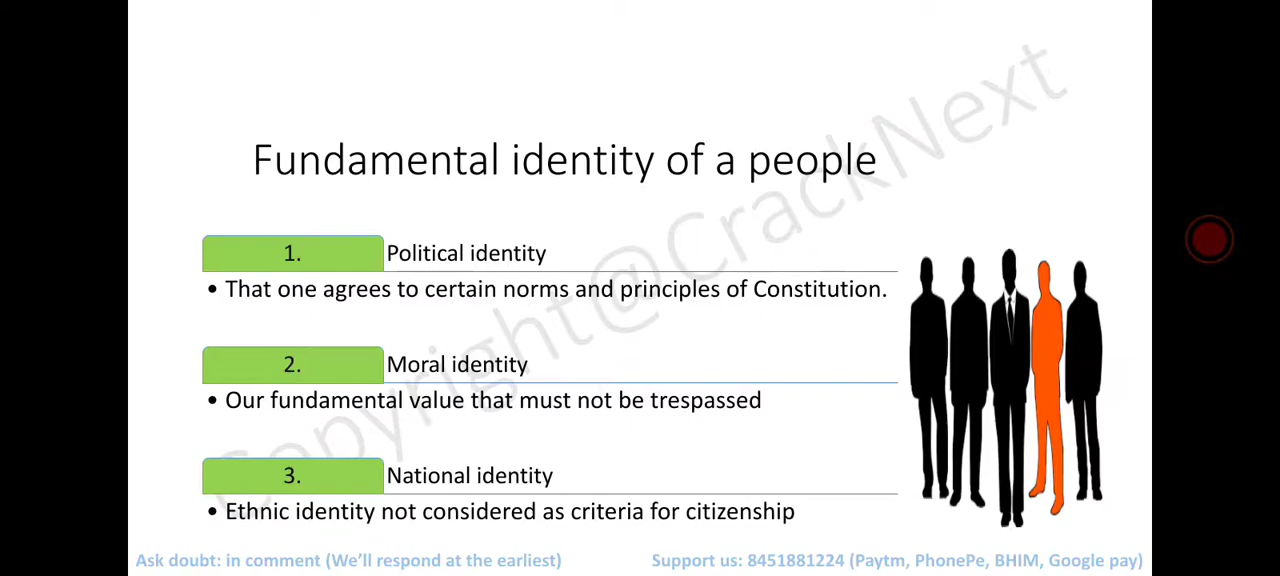 Fundamental identity of a people
1.
Political identity
• That one agrees to certain norms and principles of Constitution.
2.
Moral identity
• Our fundamental value that must not be trespassed
3.
National identity
• Ethnic identity not considered as criteria for citizenship
Copyright@CrackNext
Ask doubt: in comment (We'll respond at the earliest)
Support us: 8451881224 (Paytm, PhonePe, BHIM, Google pay)